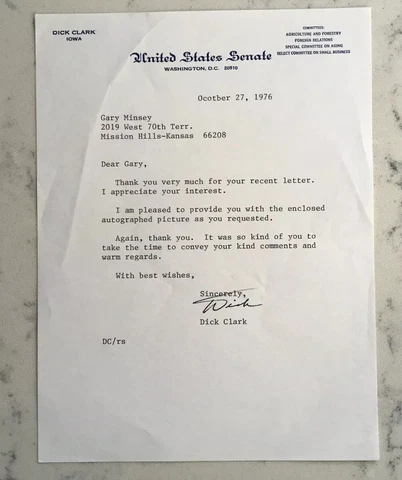 DICK CLARK
IOWA
COMMITTEES:
AGRICULTURE AND FORESTRY
FOREIGN RELATIONS
SPECIAL COMMITTEE ON AGING
SELECT COMMITTEE ON SMALL BUSINESS
United States Senate
WASHINGTON, D.C. 20510
Ocotber 27, 1976
Gary Minsey
2019 West 70th Terr.
Mission Hills-Kansas 66208
Dear Gary,
Thank you very much for your recent letter.
I appreciate your interest.
I am pleased to provide you with the enclosed
autographed picture as you requested.
Again, thank you. It was so kind of you to
take the time to convey your kind comments and
warm regards.
With best wishes,
Sincerely,
Dick
Dick Clark
DC/rs